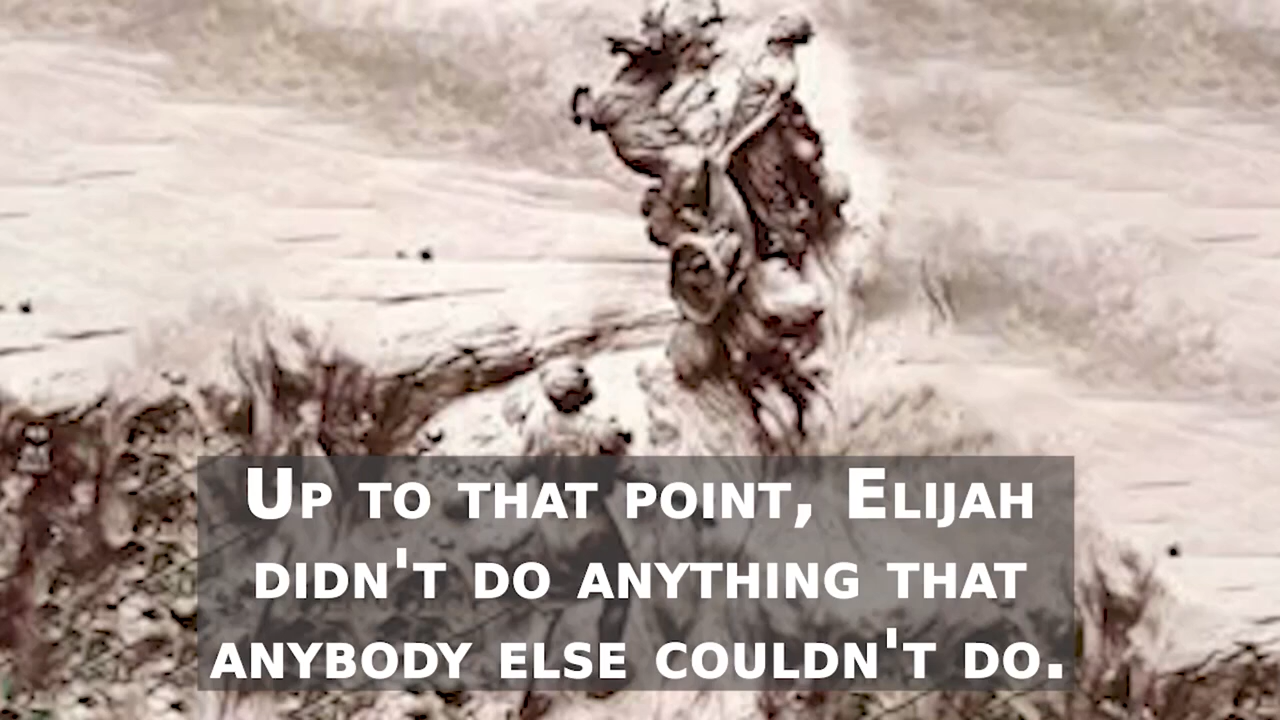 Up to that point, Elijah
didn't do anything that
anybody else couldn't do.